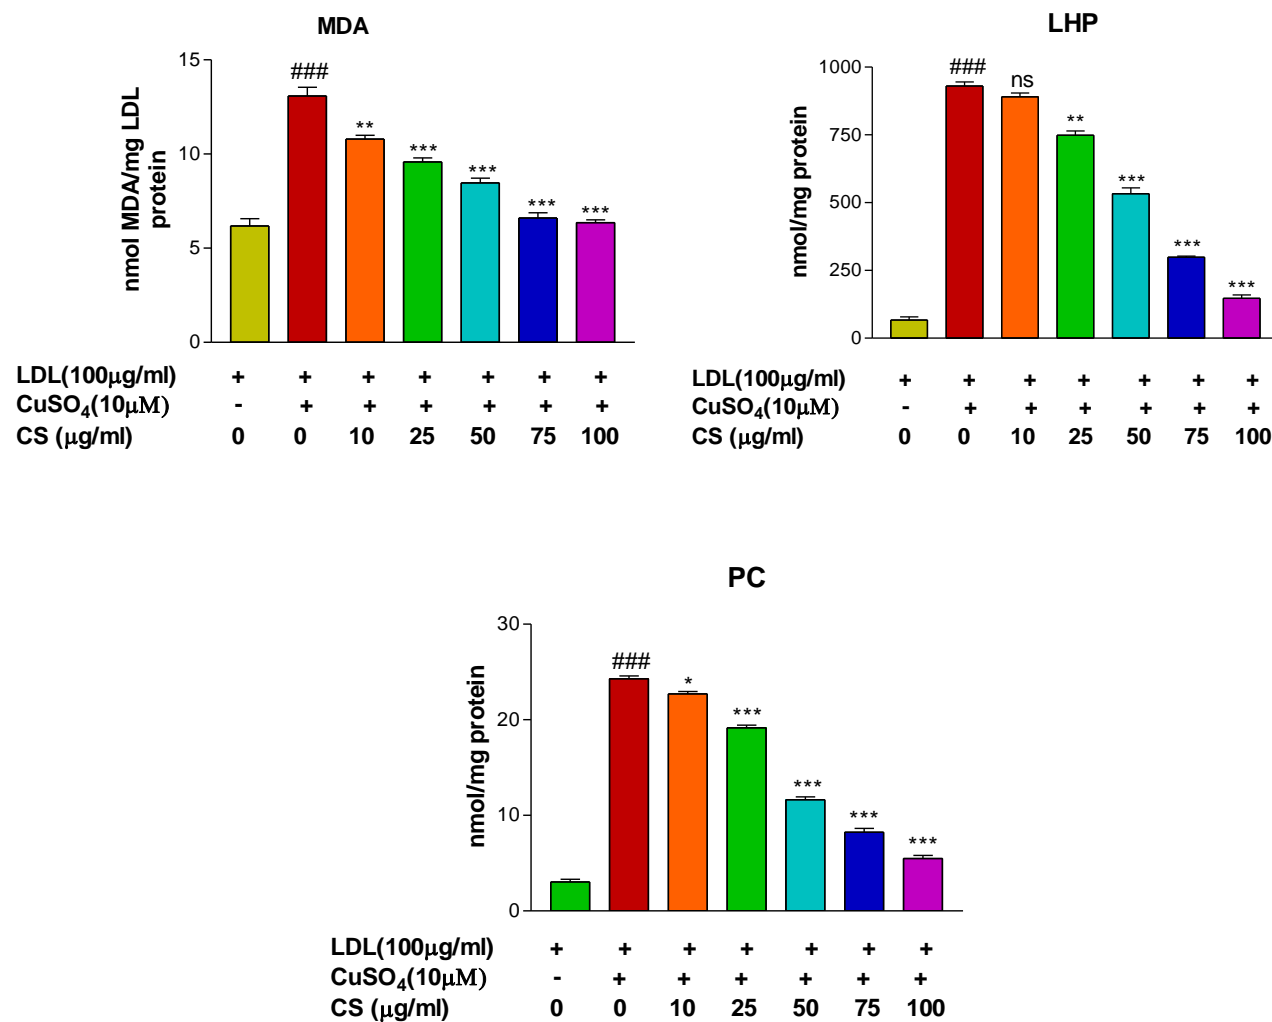 MDA
nmol MDA/mg LDL
protein
15
10
5
0
###
**
***
***
***
***
LDL(100μg/ml) + + + + + + +
CuSO₄(10μM) - + + + + + +
CS (μg/ml) 0 0 10 25 50 75 100
LHP
nmol/mg protein
1000
750
500
250
0
###
ns
**
***
***
***
LDL(100μg/ml) + + + + + + +
CuSO₄(10μM) - + + + + + +
CS (μg/ml) 0 0 10 25 50 75 100
PC
nmol/mg protein
30
20
10
0
###
*
***
***
***
***
LDL(100μg/ml) + + + + + + +
CuSO₄(10μM) - + + + + + +
CS (μg/ml) 0 0 10 25 50 75 100